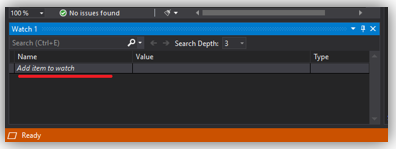 100 % No issues found
Watch 1
Search (Ctrl+E) Search Depth: 3
Name Value Type
Add item to watch
Ready